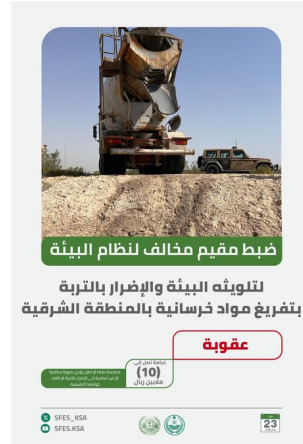 ضبط مقيم مخالف لنظام البيئة
لتلويثه البيئة والإضرار بالتربة
بتفريغ مواد خرسانية بالمنطقة الشرقية
عقوبة
غرامة تصل إلى
(10)
ملايين ريال
SFES_KSA
SFES.KSA
23